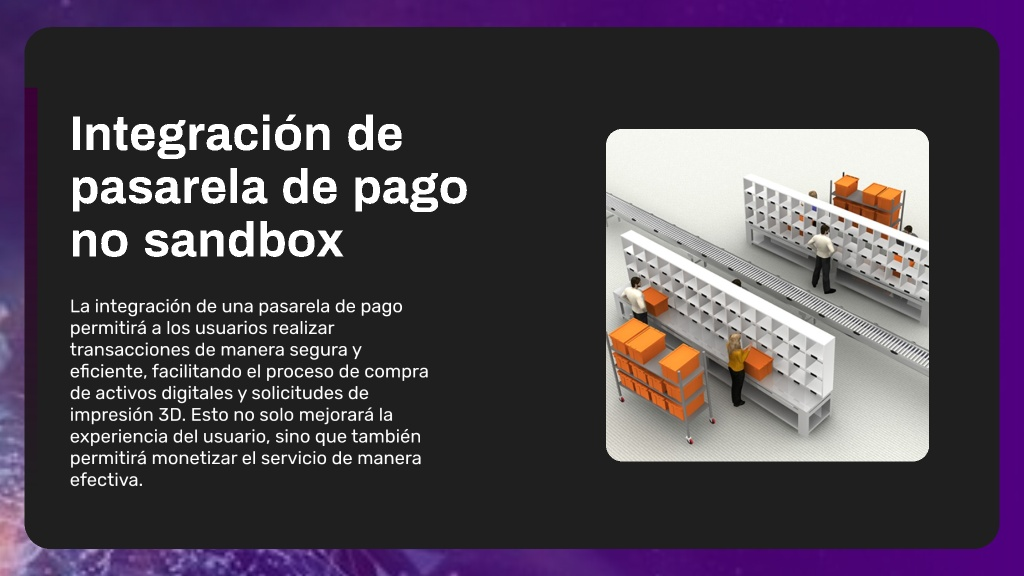 Integración de
pasarela de pago
no sandbox
La integración de una pasarela de pago
permitirá a los usuarios realizar
transacciones de manera segura y
eficiente, facilitando el proceso de compra
de activos digitales y solicitudes de
impresión 3D. Esto no solo mejorará la
experiencia del usuario, sino que también
permitirá monetizar el servicio de manera
efectiva.